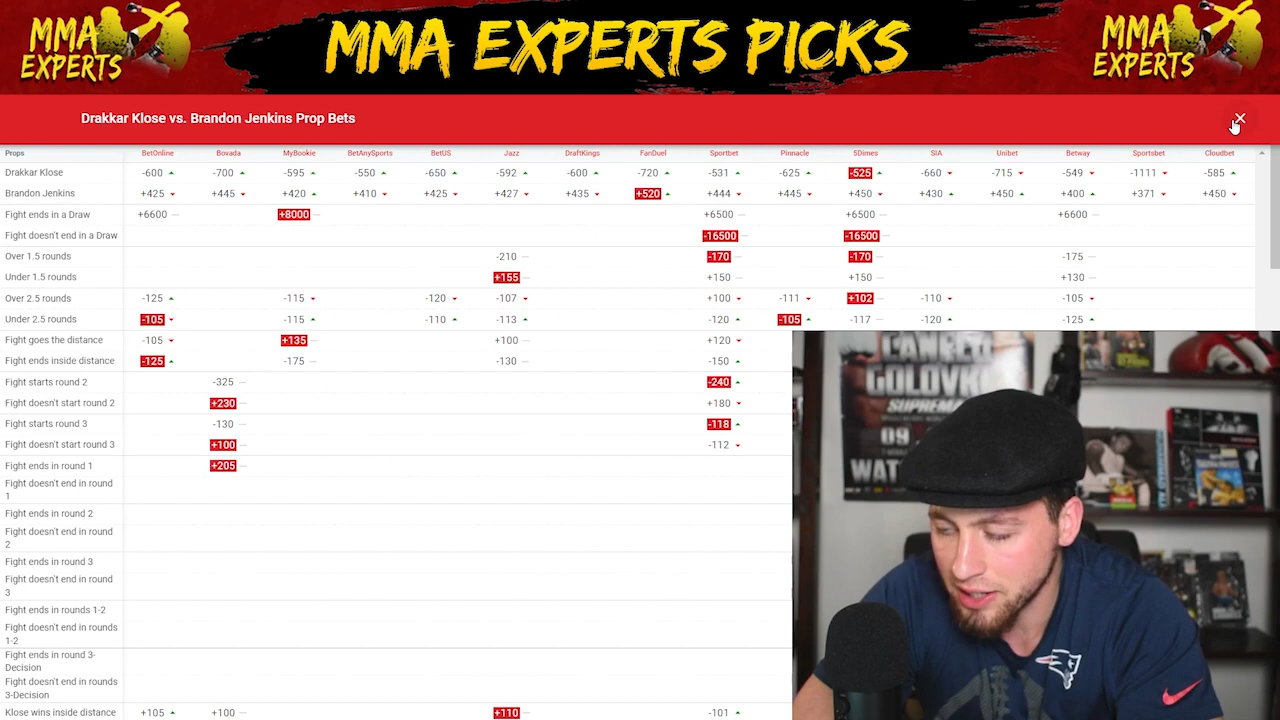 MMA EXPERTS
MMA EXPERTS PICKS
MMA EXPERTS
Drakkar Klose vs. Brandon Jenkins Prop Bets
Props BetOnline Bovada MyBookie BetAnySports BetUS Jazz DraftKings FanDuel Sportbet Pinnacle 5Dimes SIA Unibet Betway Sportsbet Cloudbet
Drakkar Klose -600 -700 -595 -550 -650 -592 -600 -720 -531 -625 -525 -660 -715 -549 -1111 -585
Brandon Jenkins +425 +445 +420 +410 +425 +427 +435 +520 +444 +445 +450 +430 +450 +400 +371 +450
Fight ends in a Draw +6600 +8000 +6500 +6500 +6600
Fight doesn't end in a Draw -16500 -16500
Over 1.5 rounds -210 -170 -170 -175
Under 1.5 rounds +155 +150 +150 +130
Over 2.5 rounds -125 -115 -120 -107 +100 -111 +102 -110 -105
Under 2.5 rounds -105 -115 -110 -113 -120 -105 -117 -120 -125
Fight goes the distance -105 +135 +100 +120
Fight ends inside distance -125 -175 -130 -150
Fight starts round 2 -325 -240
Fight doesn't start round 2 +230 +180
Fight starts round 3 -130 -118
Fight doesn't start round 3 +100 -112
Fight ends in round 1 +205
Fight doesn't end in round
1
Fight ends in round 2
Fight doesn't end in round
2
Fight ends in round 3
Fight doesn't end in round
3
Fight ends in rounds 1-2
Fight doesn't end in rounds
1-2
Fight ends in round 3-
Decision
Fight doesn't end in rounds
3-Decision
Klose wins inside distance +105 +100 +110 -101
CANELO
GOLOVK
SUPREMA
09
WAT